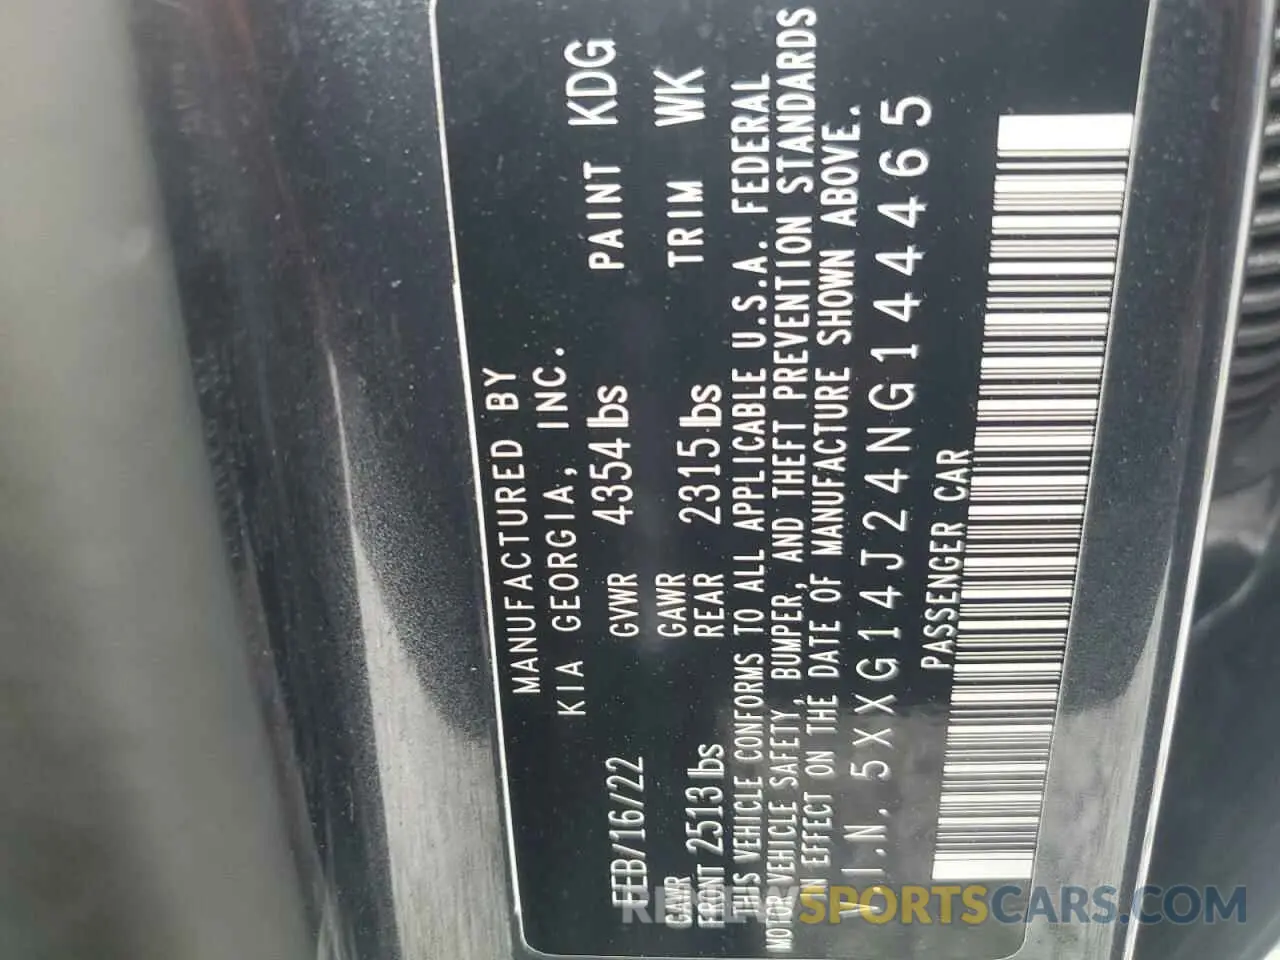 MANUFACTURED BY
KIA GEORGIA, INC.
FEB/16/22 GVWR 4354 lbs PAINT KDG
GAWR FRONT 2513 lbs GAWR REAR 2315 lbs TRIM WK
THIS VEHICLE CONFORMS TO ALL APPLICABLE U.S.A. FEDERAL
MOTOR VEHICLE SAFETY, BUMPER, AND THEFT PREVENTION STANDARDS
IN EFFECT ON THE DATE OF MANUFACTURE SHOWN ABOVE.
V.I.N. 5XXG14J24NG144465
PASSENGER CAR
RENEWSPORTSCARS.COM